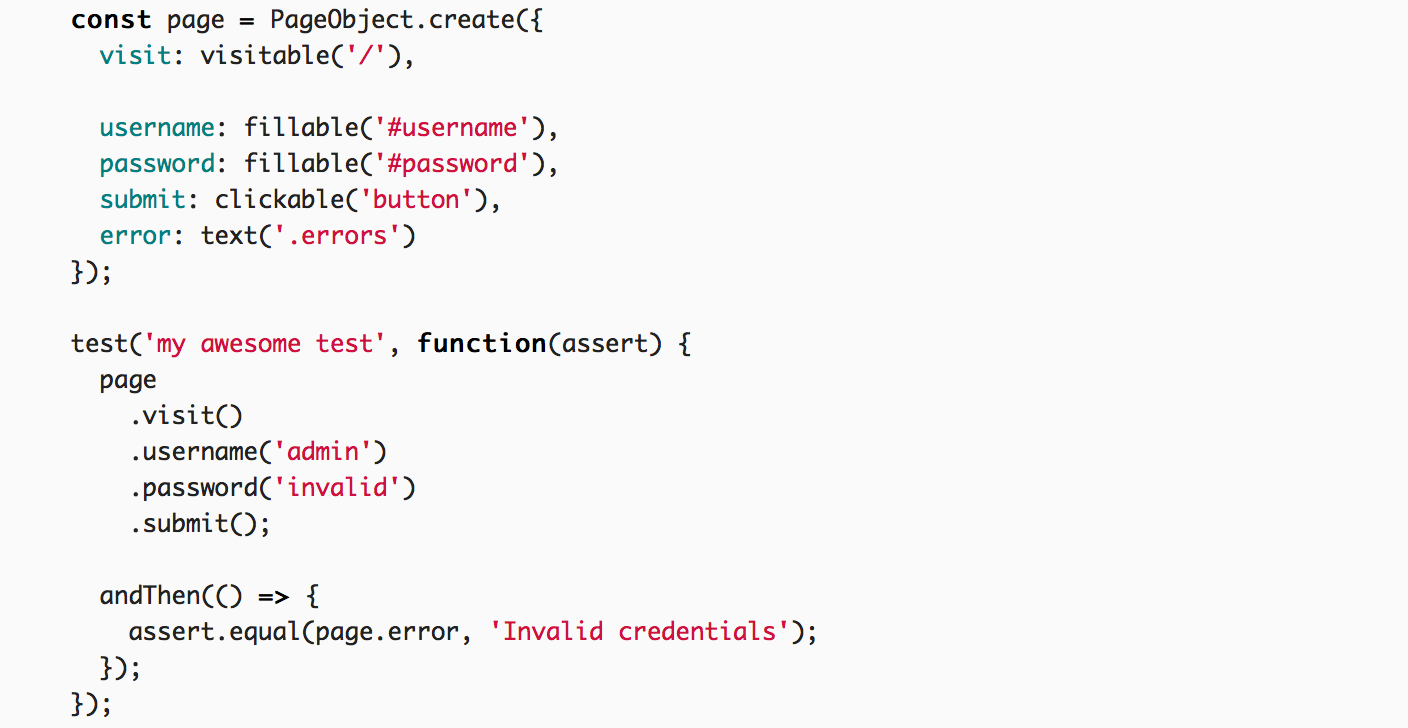 const page = PageObject.create({
  visit: visitable('/'),

  username: fillable('#username'),
  password: fillable('#password'),
  submit: clickable('button'),
  error: text('.errors')
});

test('my awesome test', function(assert) {
  page
    .visit()
    .username('admin')
    .password('invalid')
    .submit();

  andThen(() => {
    assert.equal(page.error, 'Invalid credentials');
  });
});